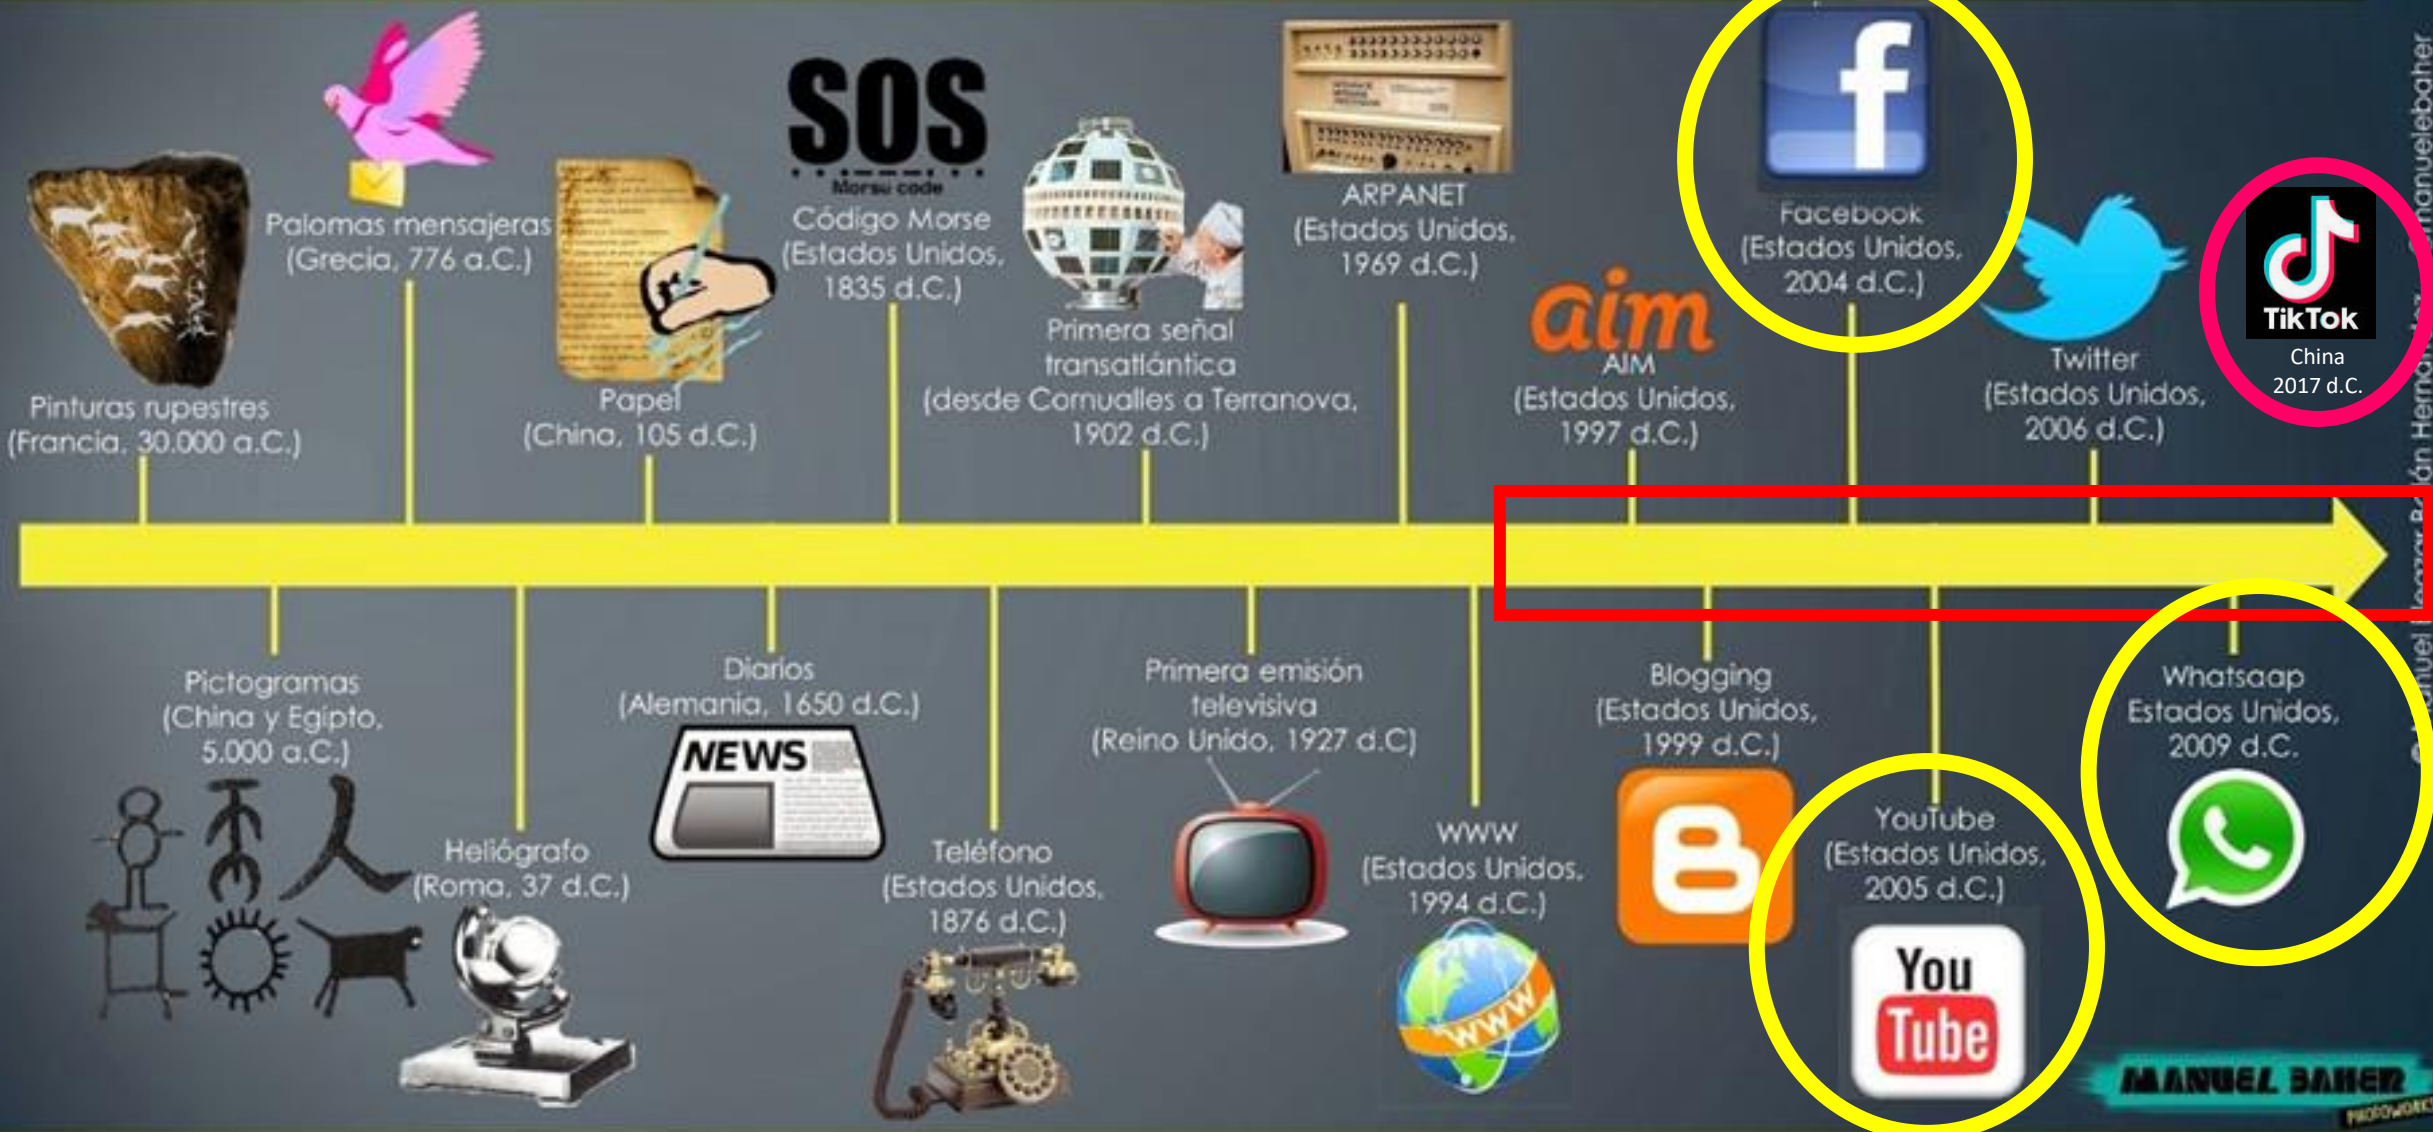 Pinturas rupestres
(Francia, 30.000 a.C.)
Palomas mensajeras
(Grecia, 776 a.C.)
Papel
(China, 105 d.C.)
SOS
Morsu code
Código Morse
(Estados Unidos,
1835 d.C.)
Primera señal
transatlántica
(desde Cornualles a Terranova,
1902 d.C.)
ARPANET
(Estados Unidos,
1969 d.C.)
aim
AIM
(Estados Unidos,
1997 d.C.)
f
Facebook
(Estados Unidos,
2004 d.C.)
Twitter
(Estados Unidos,
2006 d.C.)
TikTok
China
2017 d.C.
Pictogramas
(China y Egipto,
5.000 a.C.)
人
Heliógrafo
(Roma, 37 d.C.)
Diarios
(Alemania, 1650 d.C.)
NEWS
Teléfono
(Estados Unidos,
1876 d.C.)
Primera emisión
televisiva
(Reino Unido, 1927 d.C)
WWW
(Estados Unidos,
1994 d.C.)
WWW
Blogging
(Estados Unidos,
1999 d.C.)
B
YouTube
(Estados Unidos,
2005 d.C.)
You
Tube
Whatsaap
Estados Unidos,
2009 d.C.
MANUEL BAHER
PHOTOWORKS